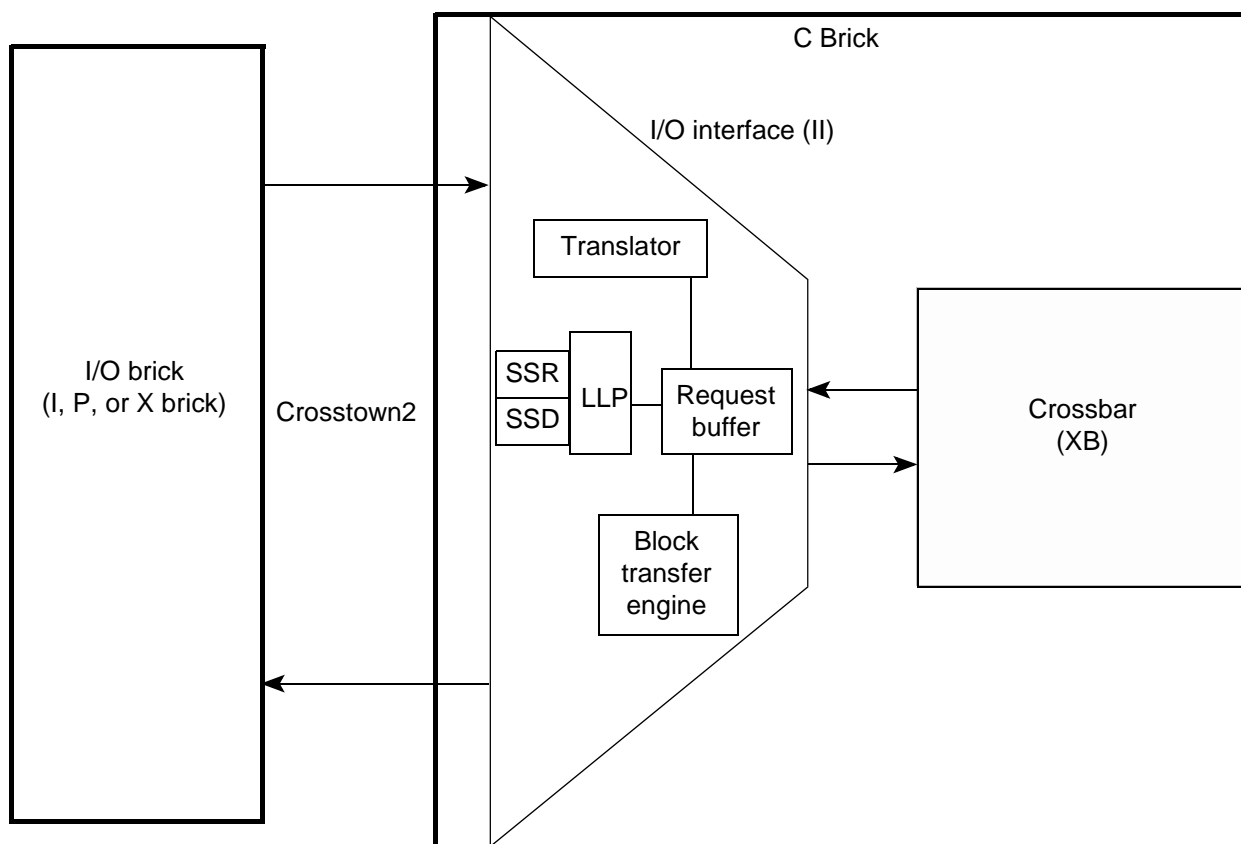 C Brick
I/O interface (II)
Translator
SSR
SSD
LLP
Request
buffer
Block
transfer
engine
I/O brick
(I, P, or X brick)
Crosstown2
Crossbar
(XB)